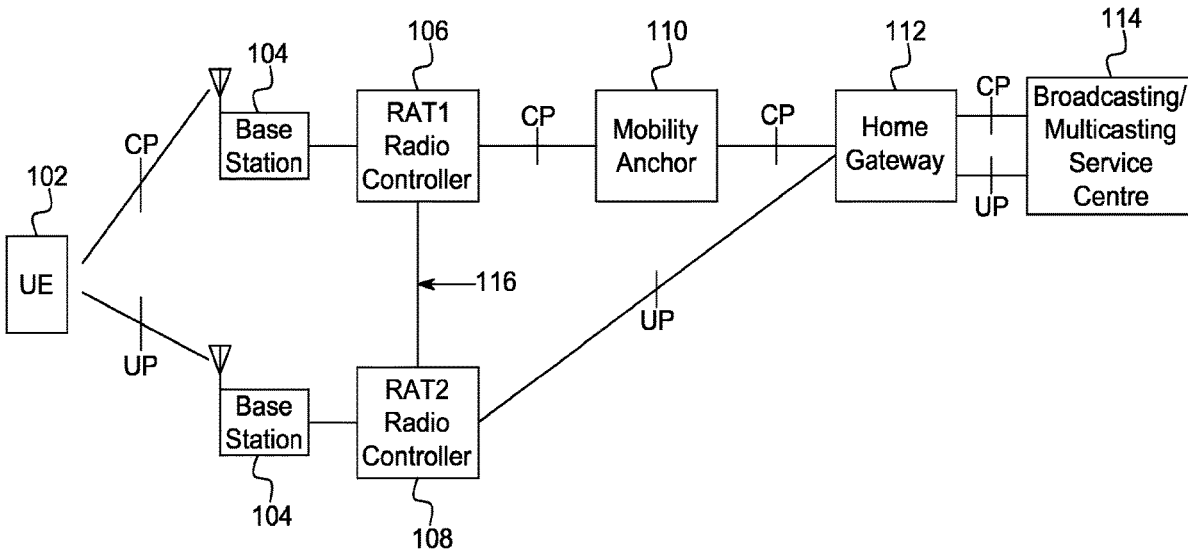 106
110
112
114
104
Base
Station
RAT1
Radio
Controller
CP
Mobility
Anchor
CP
Home
Gateway
CP
UP
Broadcasting/
Multicasting
Service
Centre
CP
102
UE
UP
116
UP
Base
Station
104
RAT2
Radio
Controller
108